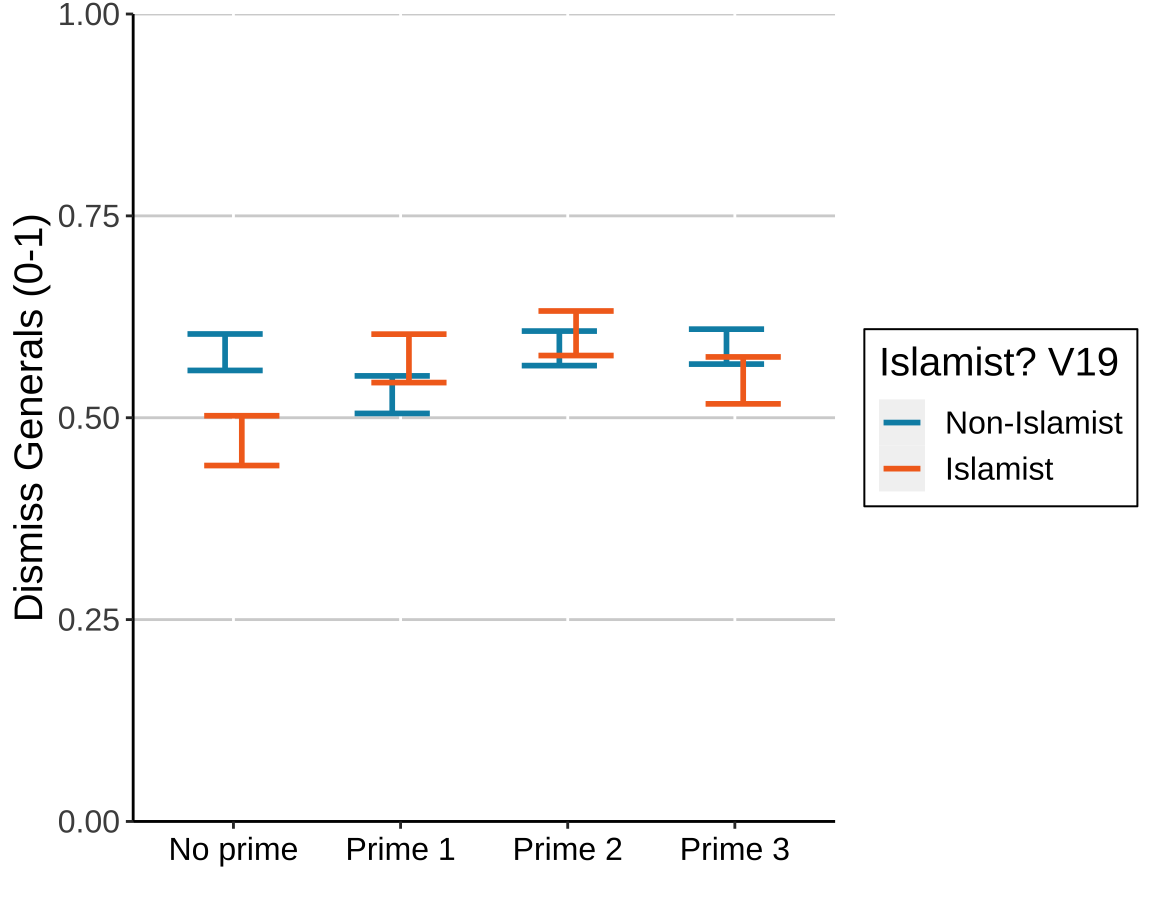 1.00
0.75
0.50
0.25
0.00
Dismiss Generals (0-1)
No prime
Prime 1
Prime 2
Prime 3
Islamist? V19
Non-Islamist
Islamist